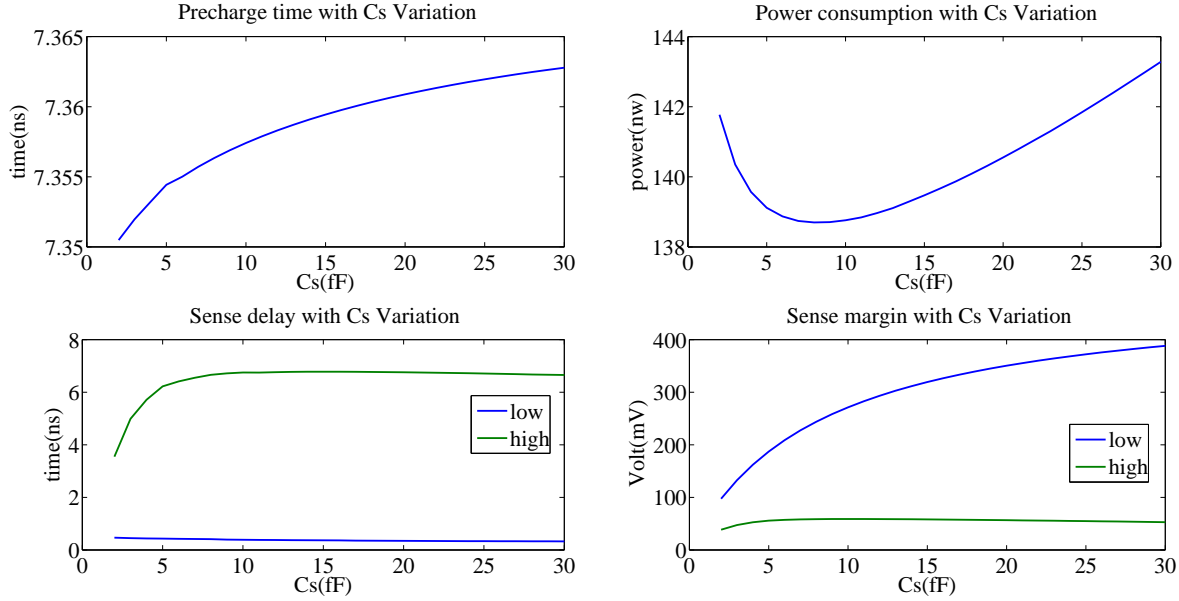 Precharge time with Cs Variation
7.365
7.36
7.355
7.35
time(ns)
0 5 10 15 20 25 30
Cs(fF)
Power consumption with Cs Variation
144
142
140
138
power(nw)
0 5 10 15 20 25 30
Cs(fF)
Sense delay with Cs Variation
8
6
4
2
0
time(ns)
low
high
0 5 10 15 20 25 30
Cs(fF)
Sense margin with Cs Variation
400
300
200
100
0
Volt(mV)
low
high
0 5 10 15 20 25 30
Cs(fF)